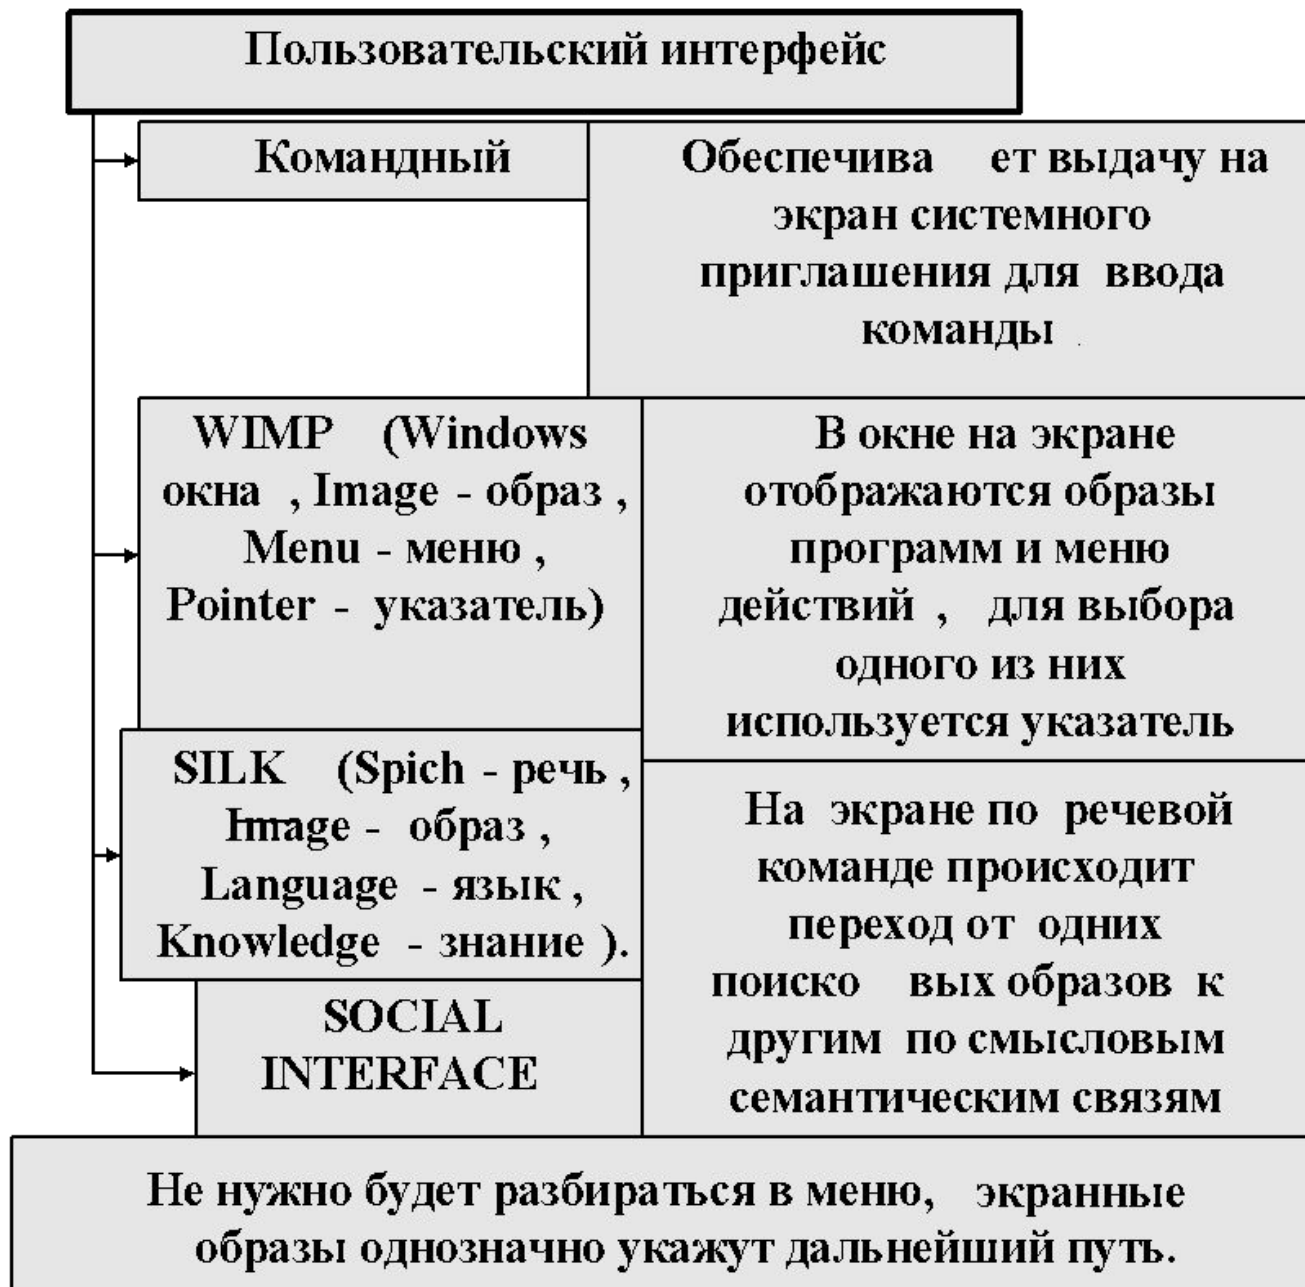 Пользовательский интерфейс
Командный
Обеспечива ет выдачу на
экран системного
приглашения для ввода
команды .
WIMP (Windows
окна , Image - образ ,
Menu - меню ,
Pointer - указатель)
В окне на экране
отображаются образы
программ и меню
действий , для выбора
одного из них
используется указатель
SILK (Spich - речь ,
Image - образ ,
Language - язык ,
Knowledge - знание ).
На экране по речевой
команде происходит
переход от одних
поиско вых образов к
другим по смысловым
семантическим связям
SOCIAL
INTERFACE
Не нужно будет разбираться в меню, экранные
образы однозначно укажут дальнейший путь.